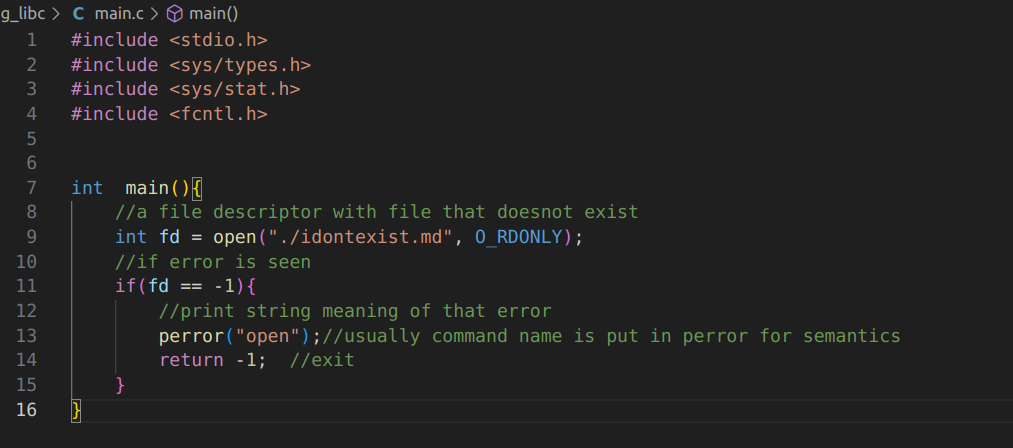 g_libc > C main.c > main()
1 #include <stdio.h>
2 #include <sys/types.h>
3 #include <sys/stat.h>
4 #include <fcntl.h>
5
6
7 int  main(){
8     //a file descriptor with file that doesnot exist
9     int fd = open("./idontexist.md", O_RDONLY);
10     //if error is seen
11     if(fd == -1){
12         //print string meaning of that error
13         perror("open");//usually command name is put in perror for semantics
14         return -1;  //exit
15     }
16 }